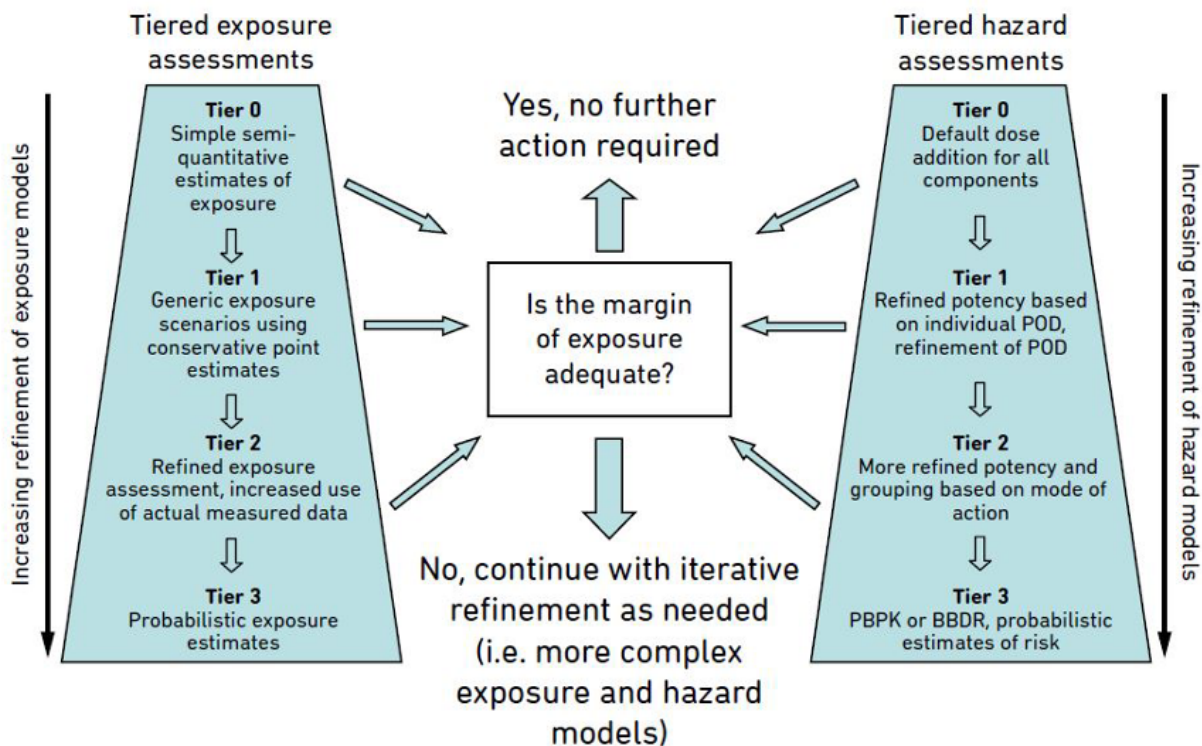 Tiered exposure
assessments
Increasing refinement of exposure models
Tier 0
Simple semi-
quantitative
estimates of
exposure
Tier 1
Generic exposure
scenarios using
conservative point
estimates
Tier 2
Refined exposure
assessment, increased use
of actual measured data
Tier 3
Probabilistic exposure
estimates
Yes, no further
action required
Is the margin
of exposure
adequate?
No, continue with iterative
refinement as needed
(i.e. more complex
exposure and hazard
models)
Tiered hazard
assessments
Tier 0
Default dose
addition for all
components
Tier 1
Refined potency based
on individual POD,
refinement of POD
Tier 2
More refined potency and
grouping based on mode of
action
Tier 3
PBPK or BBDR, probabilistic
estimates of risk
Increasing refinement of hazard models